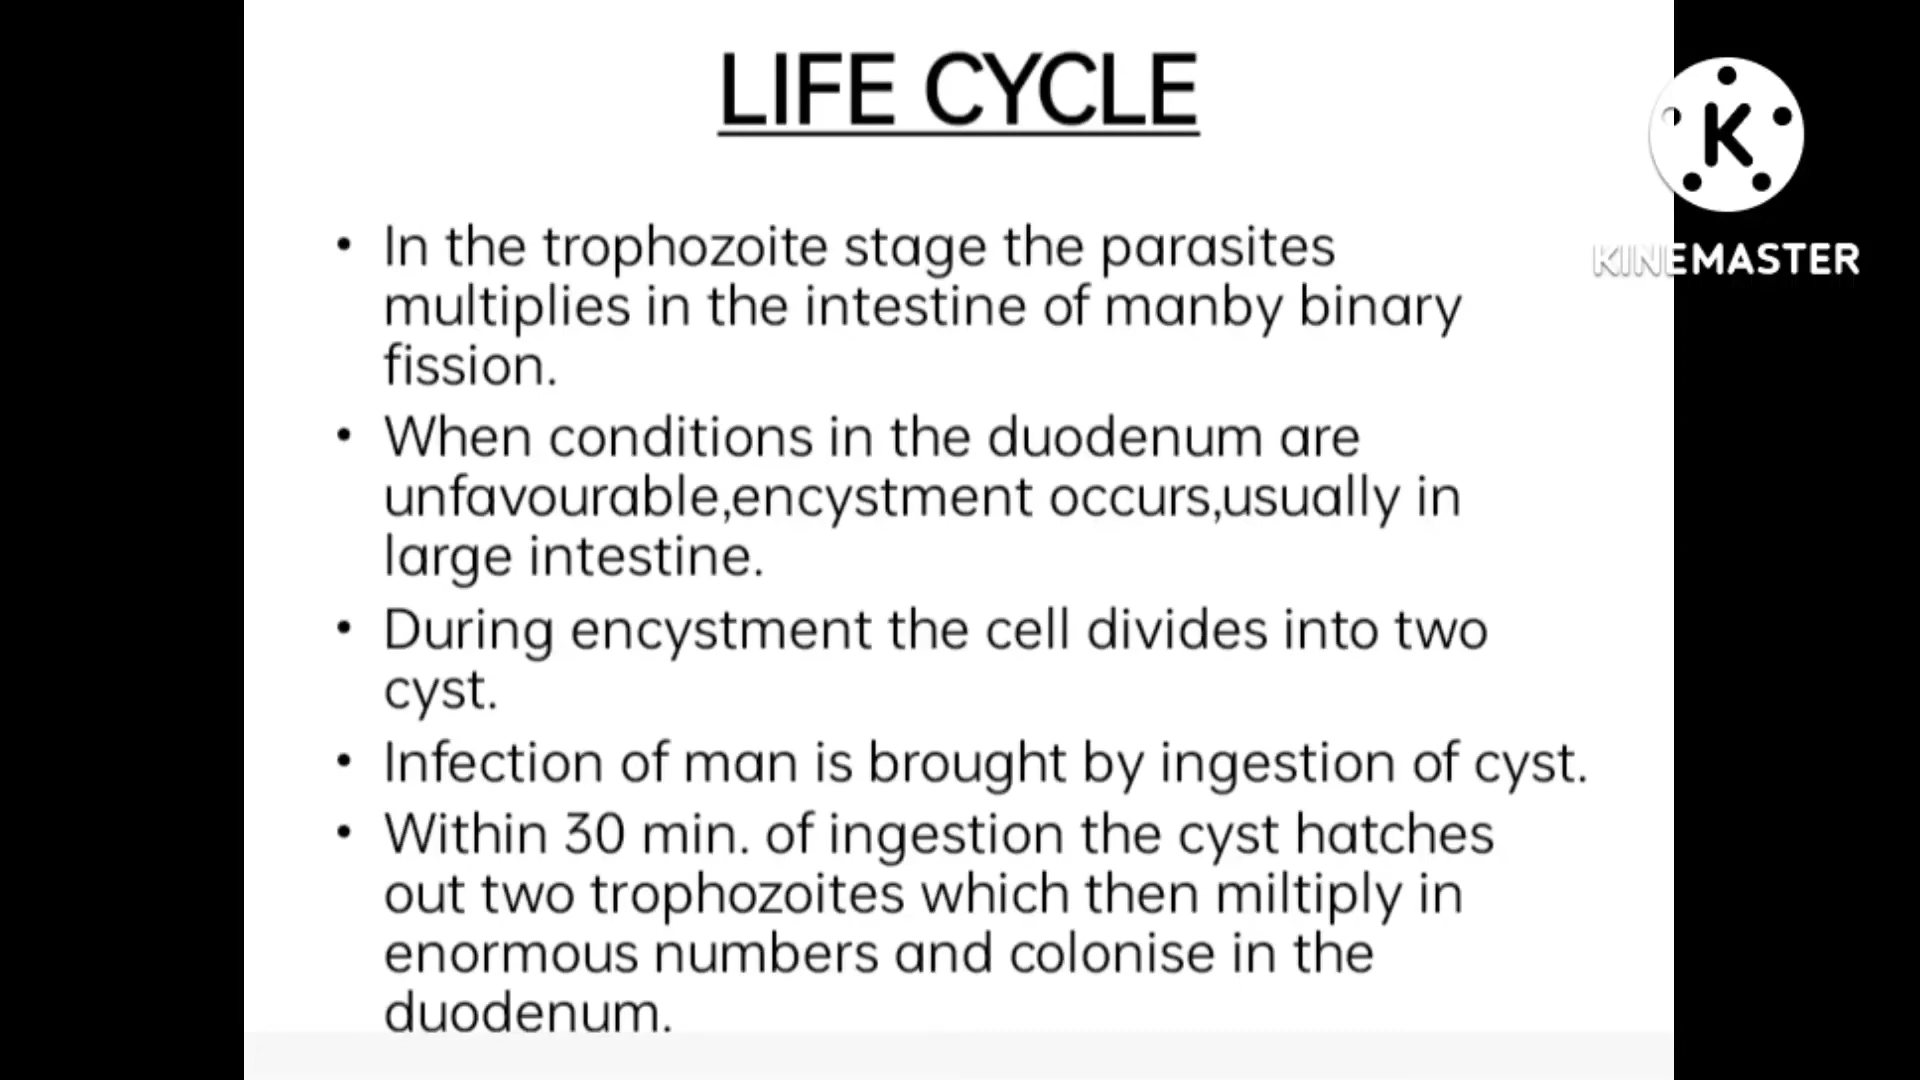 LIFE CYCLE
K
KINEMASTER
• In the trophozoite stage the parasites
multiplies in the intestine of manby binary
fission.
• When conditions in the duodenum are
unfavourable,encystment occurs,usually in
large intestine.
• During encystment the cell divides into two
cyst.
• Infection of man is brought by ingestion of cyst.
• Within 30 min. of ingestion the cyst hatches
out two trophozoites which then miltiply in
enormous numbers and colonise in the
duodenum.